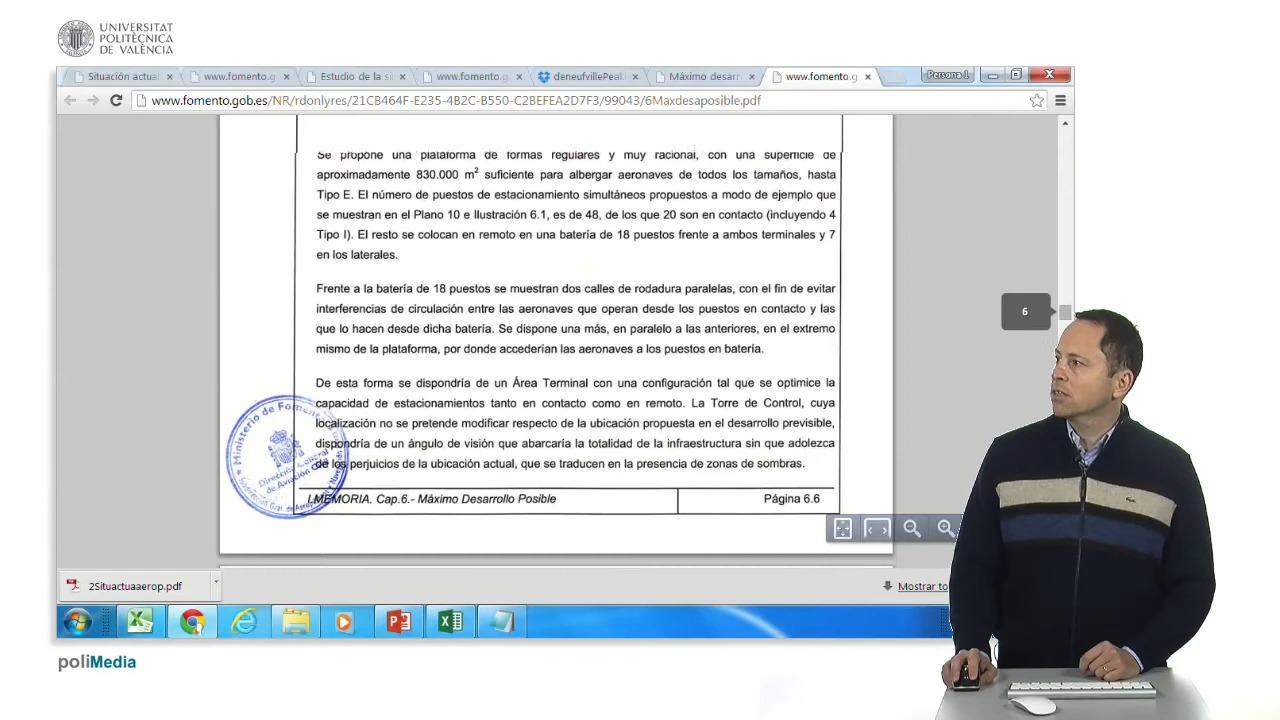 UNIVERSITAT
POLITÈCNICA
DE VALÈNCIA
Situación actual
www.fomento.g
Estudio de la si
www.fomento.g
deneufvillePeal
Máximo desarr
www.fomento.g
Persona 1
www.fomento.gob.es/NR/rdonlyres/21CB464F-E235-4B2C-B550-C2BEFEA2D7F3/99043/6Maxdesaposible.pdf
Se propone una plataforma de formas regulares y muy racional, con una superficie de
aproximadamente 830.000 m2 suficiente para albergar aeronaves de todos los tamaños, hasta
Tipo E. El número de puestos de estacionamiento simultáneos propuestos a modo de ejemplo que
se muestran en el Plano 10 e Ilustración 6.1, es de 48, de los que 20 son en contacto (incluyendo 4
Tipo I). El resto se colocan en remoto en una batería de 18 puestos frente a ambos terminales y 7
en los laterales.
Frente a la batería de 18 puestos se muestran dos calles de rodadura paralelas, con el fin de evitar
interferencias de circulación entre las aeronaves que operan desde los puestos en contacto y las
que lo hacen desde dicha batería. Se dispone una más, en paralelo a las anteriores, en el extremo
mismo de la plataforma, por donde accederían las aeronaves a los puestos en batería.
6
De esta forma se dispondría de un Área Terminal con una configuración tal que se optimice la
capacidad de estacionamientos tanto en contacto como en remoto. La Torre de Control, cuya
localización no se pretende modificar respecto de la ubicación propuesta en el desarrollo previsible,
dispondría de un ángulo de visión que abarcaría la totalidad de la infraestructura sin que adolezca
de los perjuicios de la ubicación actual, que se traducen en la presencia de zonas de sombras.
Ministerio de Fomento
Dirección General
de Aviación
I.MEMORIA. Cap.6.- Máximo Desarrollo Posible
Página 6.6
2Situactuaaerop.pdf
Mostrar to
poliMedia